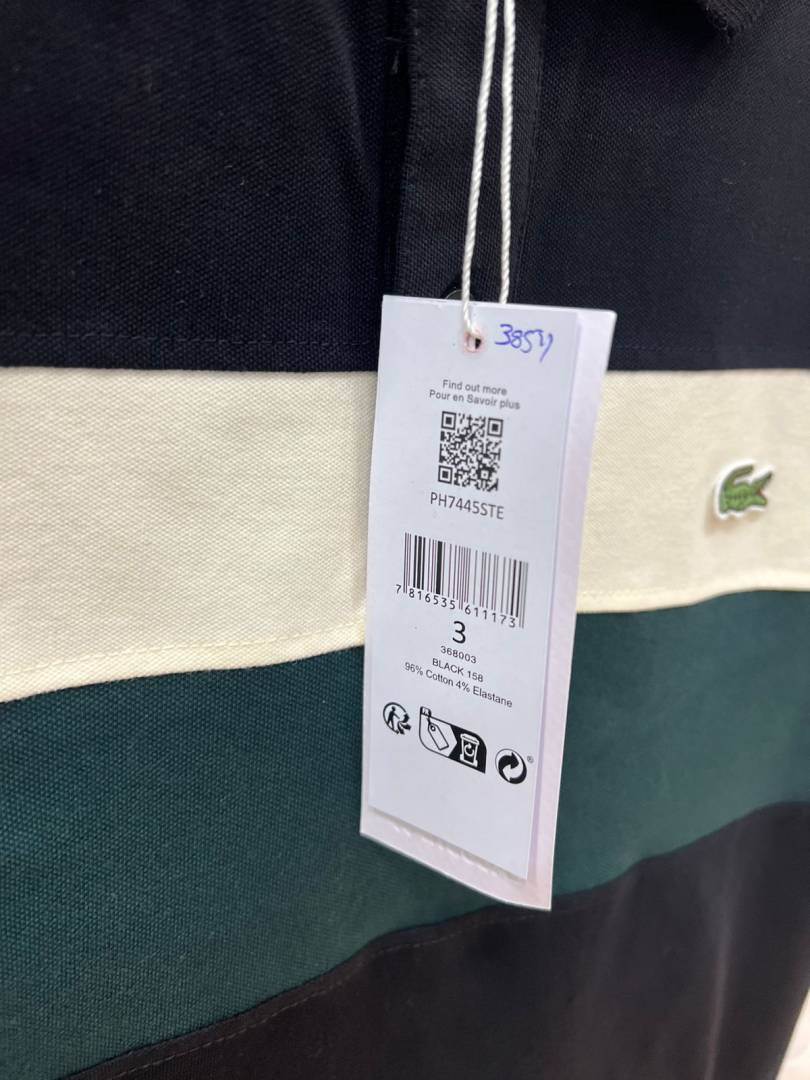 Find out more
Pour en Savoir plus
PH7445STE
7 816535 611173
3
368003
BLACK 158
96% Cotton 4% Elastane
®